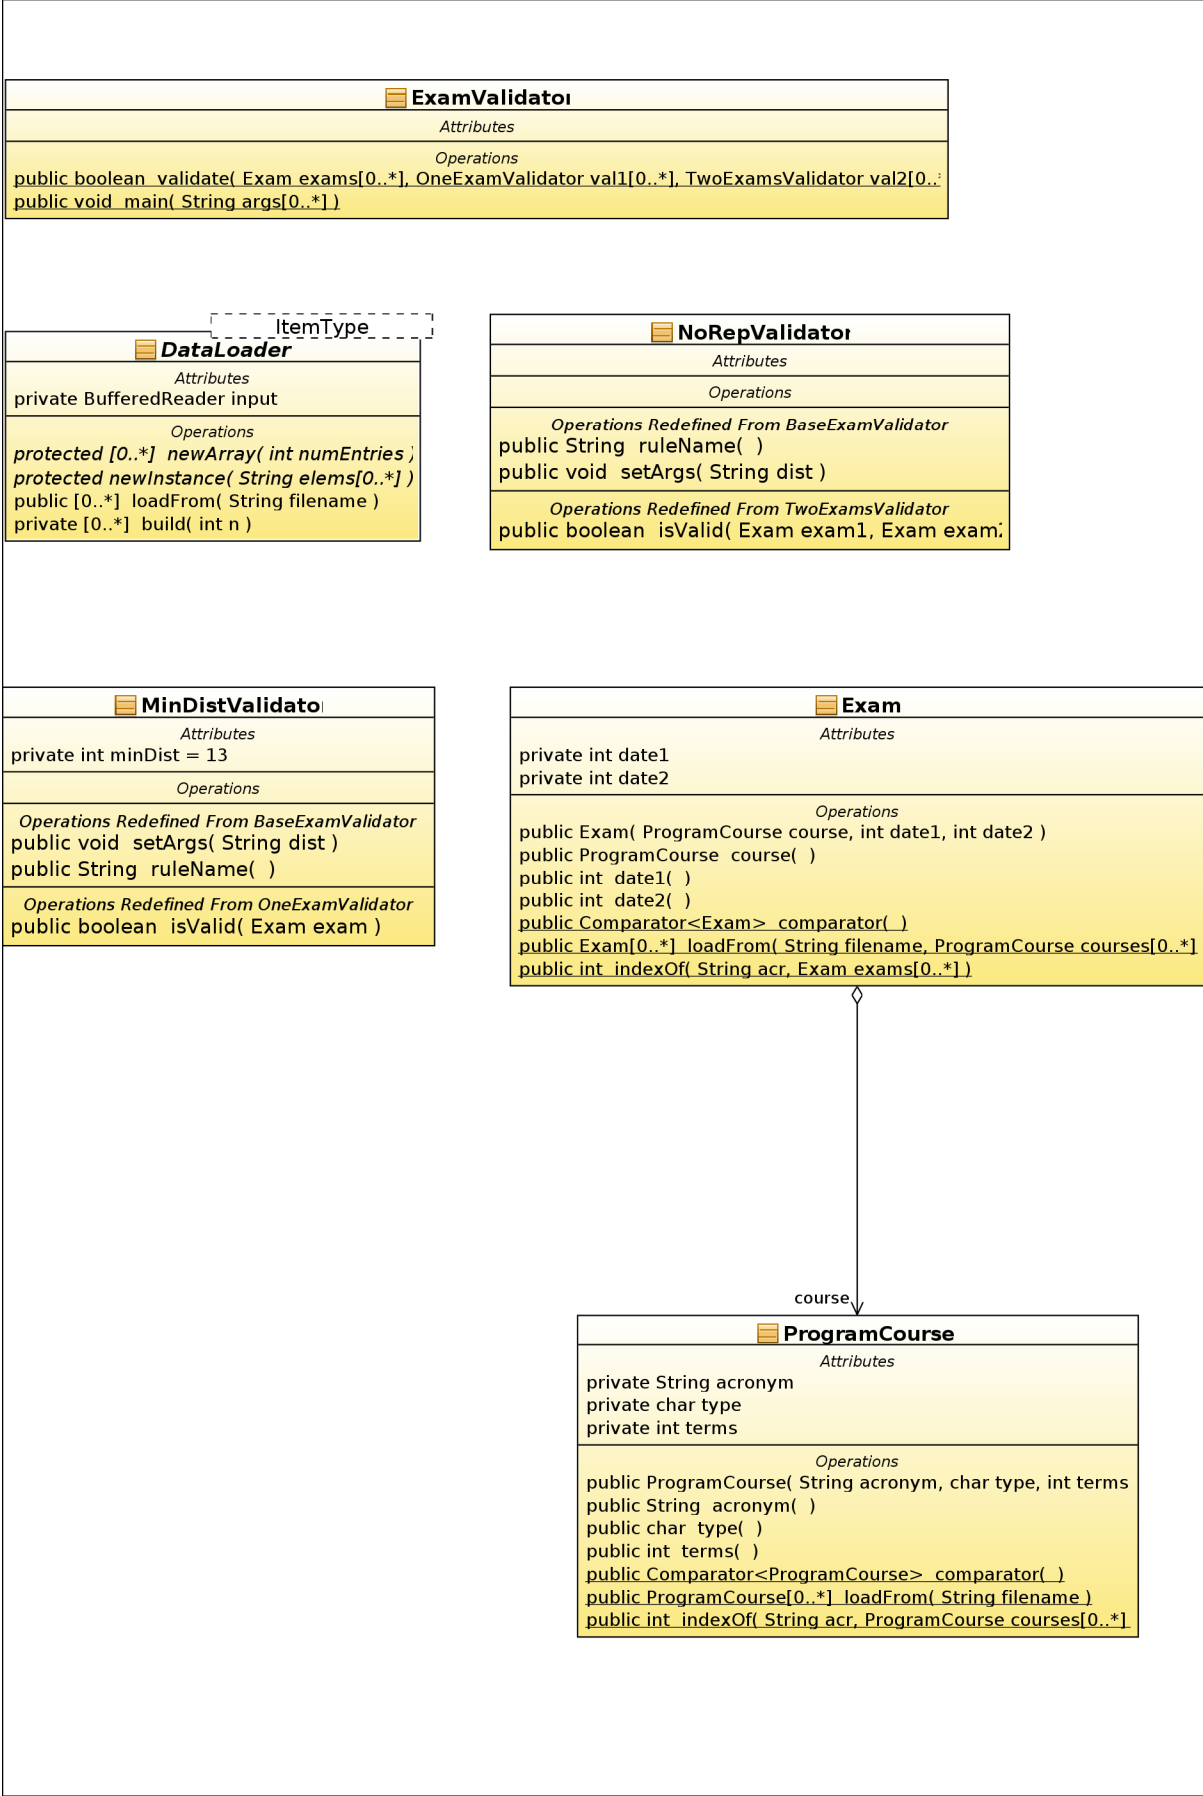 ExamValidator
Attributes
Operations
public boolean validate( Exam exams[0..*], OneExamValidator val1[0..*], TwoExamsValidator val2[0..
public void main( String args[0..*] )
ItemType
DataLoader
Attributes
private BufferedReader input
Operations
protected [0..*] newArray( int numEntries )
protected newInstance( String elems[0..*] )
public [0..*] loadFrom( String filename )
private [0..*] build( int n )
NoRepValidator
Attributes
Operations
Operations Redefined From BaseExamValidator
public String ruleName( )
public void setArgs( String dist )
Operations Redefined From TwoExamsValidator
public boolean isValid( Exam exam1, Exam exam2
MinDistValidator
Attributes
private int minDist = 13
Operations
Operations Redefined From BaseExamValidator
public void setArgs( String dist )
public String ruleName( )
Operations Redefined From OneExamValidator
public boolean isValid( Exam exam )
Exam
Attributes
private int date1
private int date2
Operations
public Exam( ProgramCourse course, int date1, int date2 )
public ProgramCourse course( )
public int date1( )
public int date2( )
public Comparator<Exam> comparator( )
public Exam[0..*] loadFrom( String filename, ProgramCourse courses[0..*]
public int indexOf( String acr, Exam exams[0..*] )
course
ProgramCourse
Attributes
private String acronym
private char type
private int terms
Operations
public ProgramCourse( String acronym, char type, int terms
public String acronym( )
public char type( )
public int terms( )
public Comparator<ProgramCourse> comparator( )
public ProgramCourse[0..*] loadFrom( String filename )
public int indexOf( String acr, ProgramCourse courses[0..*]